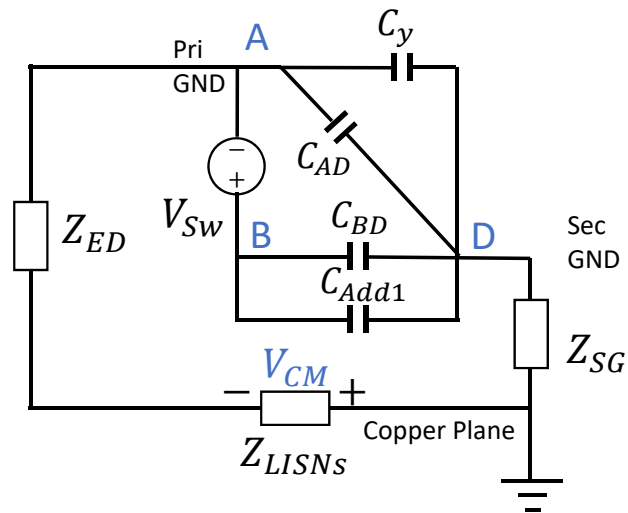 A
C_y
Pri
GND
−
+
C_AD
Z_ED
V_Sw
B
C_BD
D
Sec
GND
C_Add1
Z_SG
− V_CM +
Copper Plane
Z_LISNs